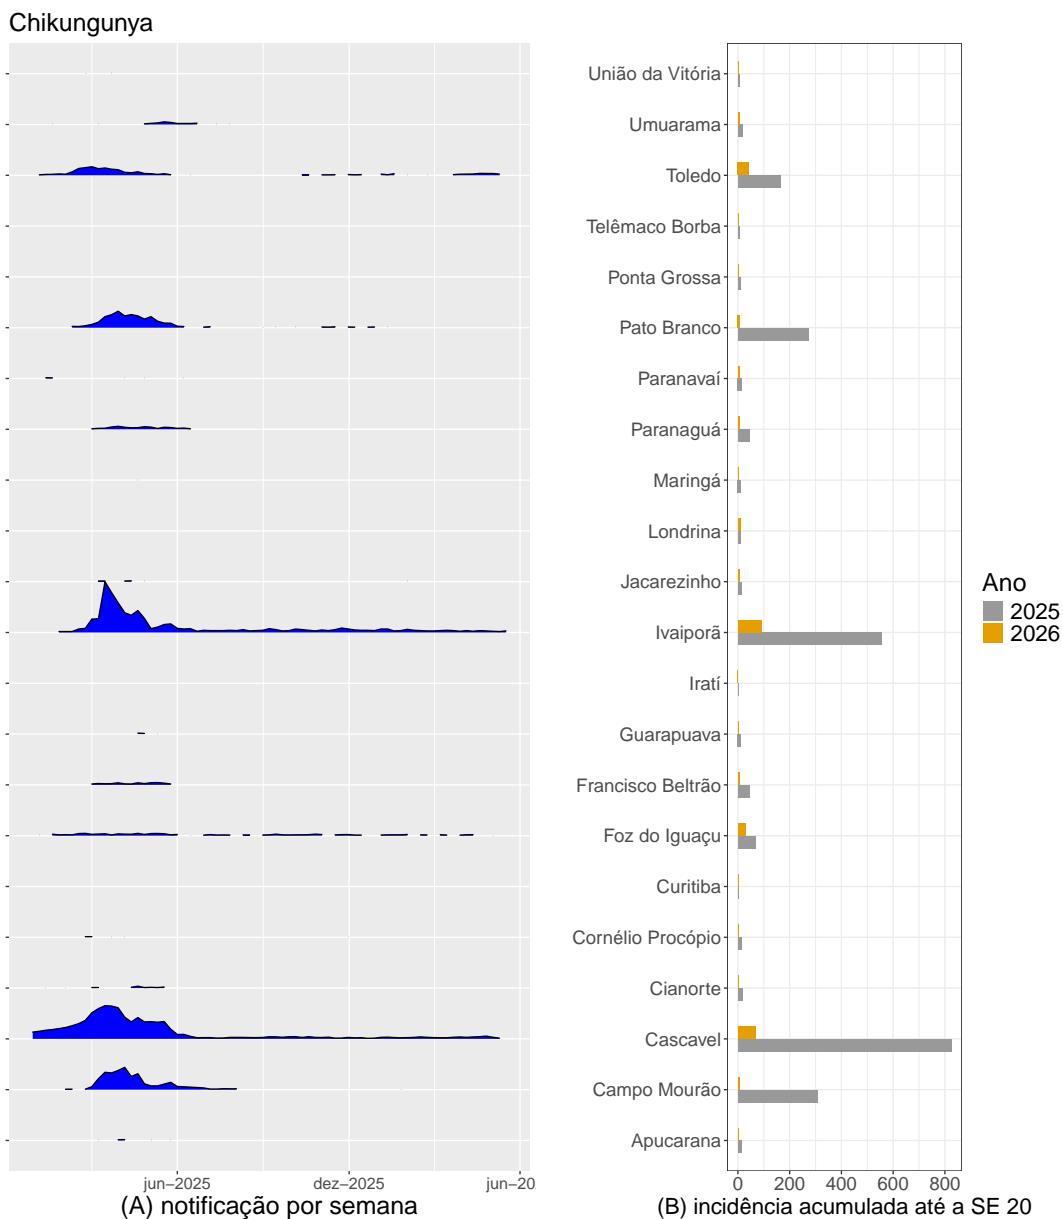 Chikungunya
União da Vitória
Umuarama
Toledo
Telêmaco Borba
Ponta Grossa
Pato Branco
Paranavaí
Paranaguá
Maringá
Londrina
Jacarezinho
Ivaiporã
Iratí
Guarapuava
Francisco Beltrão
Foz do Iguaçu
Curitiba
Cornélio Procópio
Cianorte
Cascavel
Campo Mourão
Apucarana
Ano
2025
2026
jun−2025 dez−2025 jun−20
0 200 400 600 800
(A) notificação por semana
(B) incidência acumulada até a SE 20